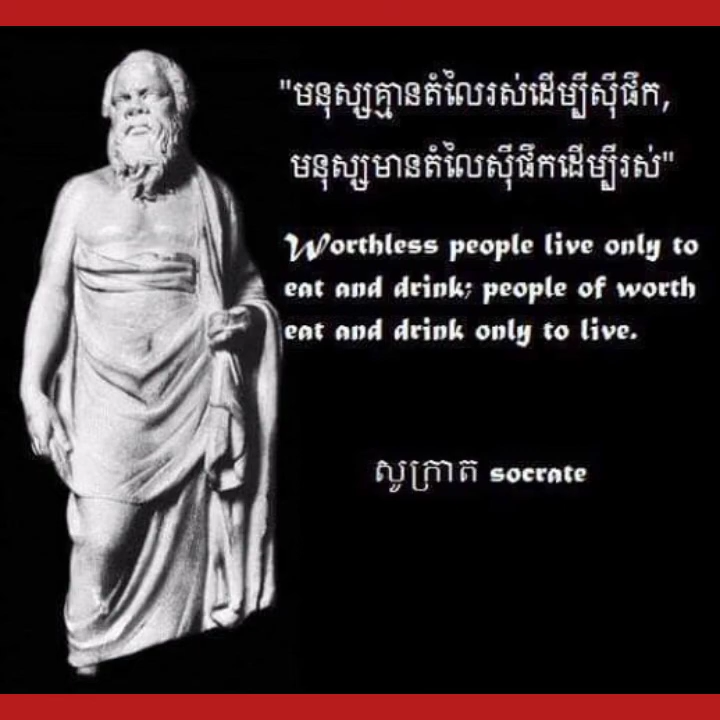 "មនុស្សគ្មានតំលៃរស់ដើម្បីស៊ីផឹក,
មនុស្សមានតំលៃស៊ីផឹកដើម្បីរស់"
Worthless people live only to
eat and drink; people of worth
eat and drink only to live.
សូក្រាត socrate